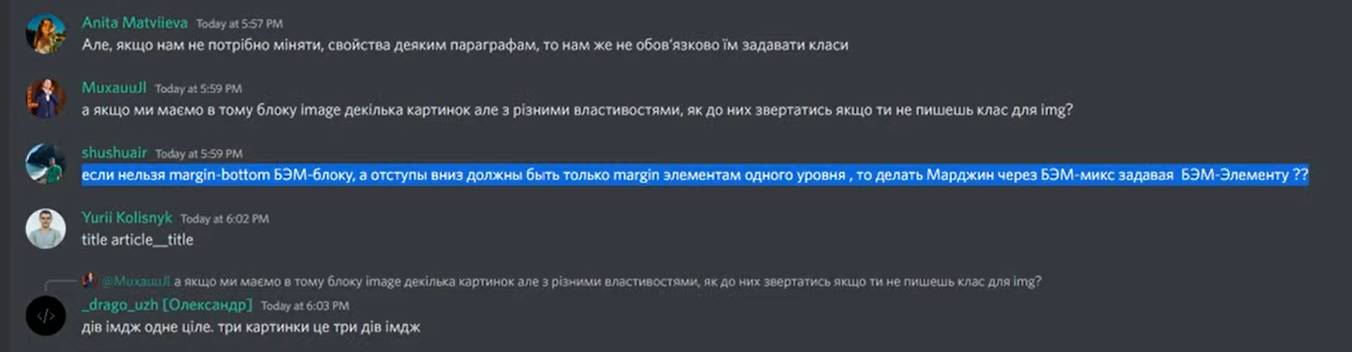 Anita Matviieva Today at 5:57 PM
Але, якщо нам не потрібно міняти, свойства деяким параграфам, то нам же не обов'язково їм задавати класи
MuxauuJl Today at 5:59 PM
а якщо ми маємо в тому блоку image декілька картинок але з різними властивостями, як до них звертатись якщо ти не пишешь клас для img?
shushuair Today at 5:59 PM
если нельзя margin-bottom БЭМ-блоку, а отступы вниз должны быть только margin элементам одного уровня , то делать Марджин через БЭМ-микс задавая БЭМ-Элементу ??
Yurii Kolisnyk Today at 6:02 PM
title article__title
@MuxauuJl а якщо ми маємо в тому блоку image декілька картинок але з різними властивостями, як до них звертатись якщо ти не пишешь клас для img?
_drago_uzh [Олександр] Today at 6:03 PM
дів імдж одне ціле. три картинки це три дів імдж